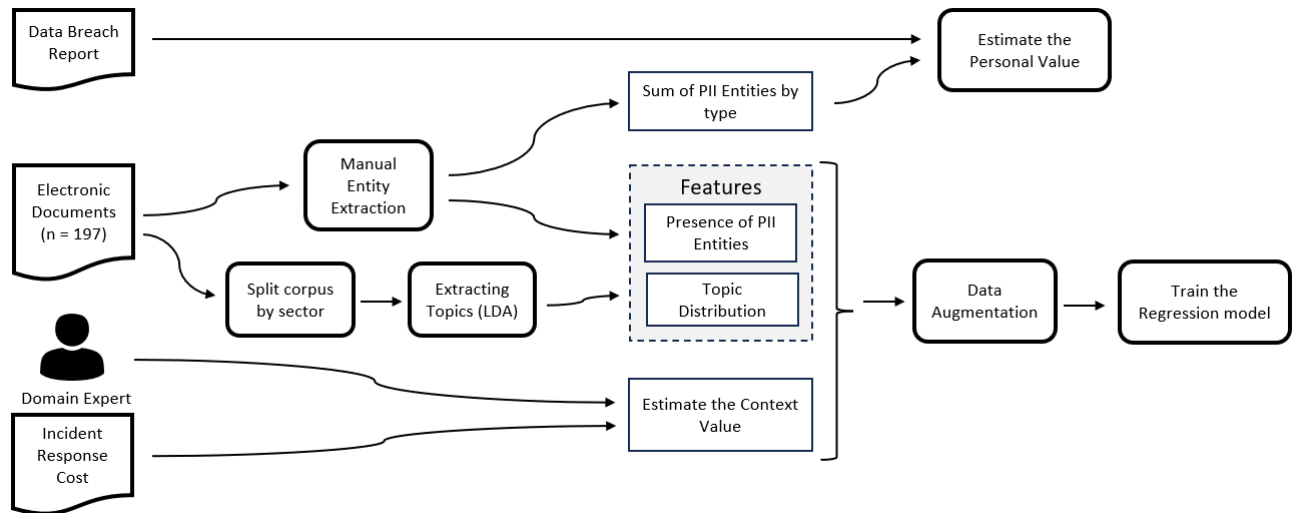 Data Breach
Report
Estimate the
Personal Value
Sum of PII Entities by
type
Manual
Entity
Extraction
Electronic
Documents
(n = 197)
Features
Presence of PII
Entities
Split corpus
by sector
Extracting
Topics (LDA)
Topic
Distribution
Data
Augmentation
Train the
Regression model
Domain Expert
Estimate the Context
Value
Incident
Response
Cost